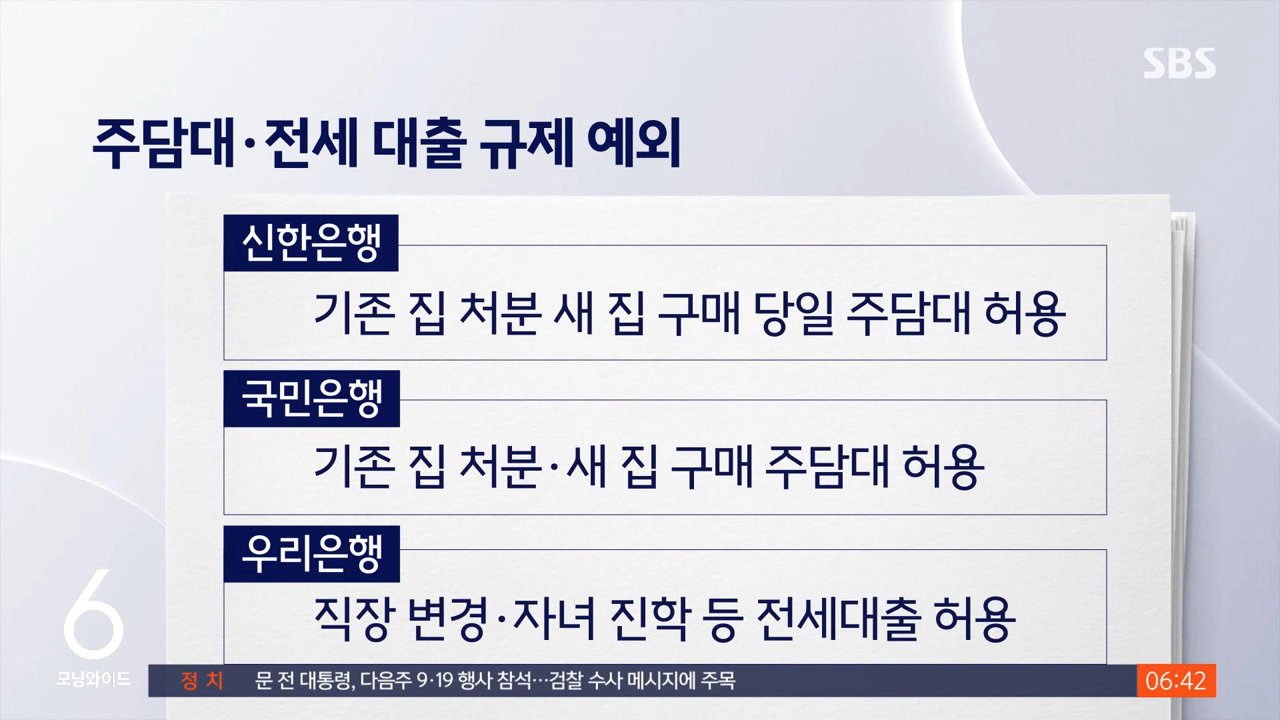 SBS
주담대·전세 대출 규제 예외
신한은행
기존 집 처분 새 집 구매 당일 주담대 허용
국민은행
기존 집 처분·새 집 구매 주담대 허용
우리은행
직장 변경·자녀 진학 등 전세대출 허용
6
모닝와이드
정치 문 전 대통령, 다음주 9·19 행사 참석…검찰 수사 메시지에 주목 06:42